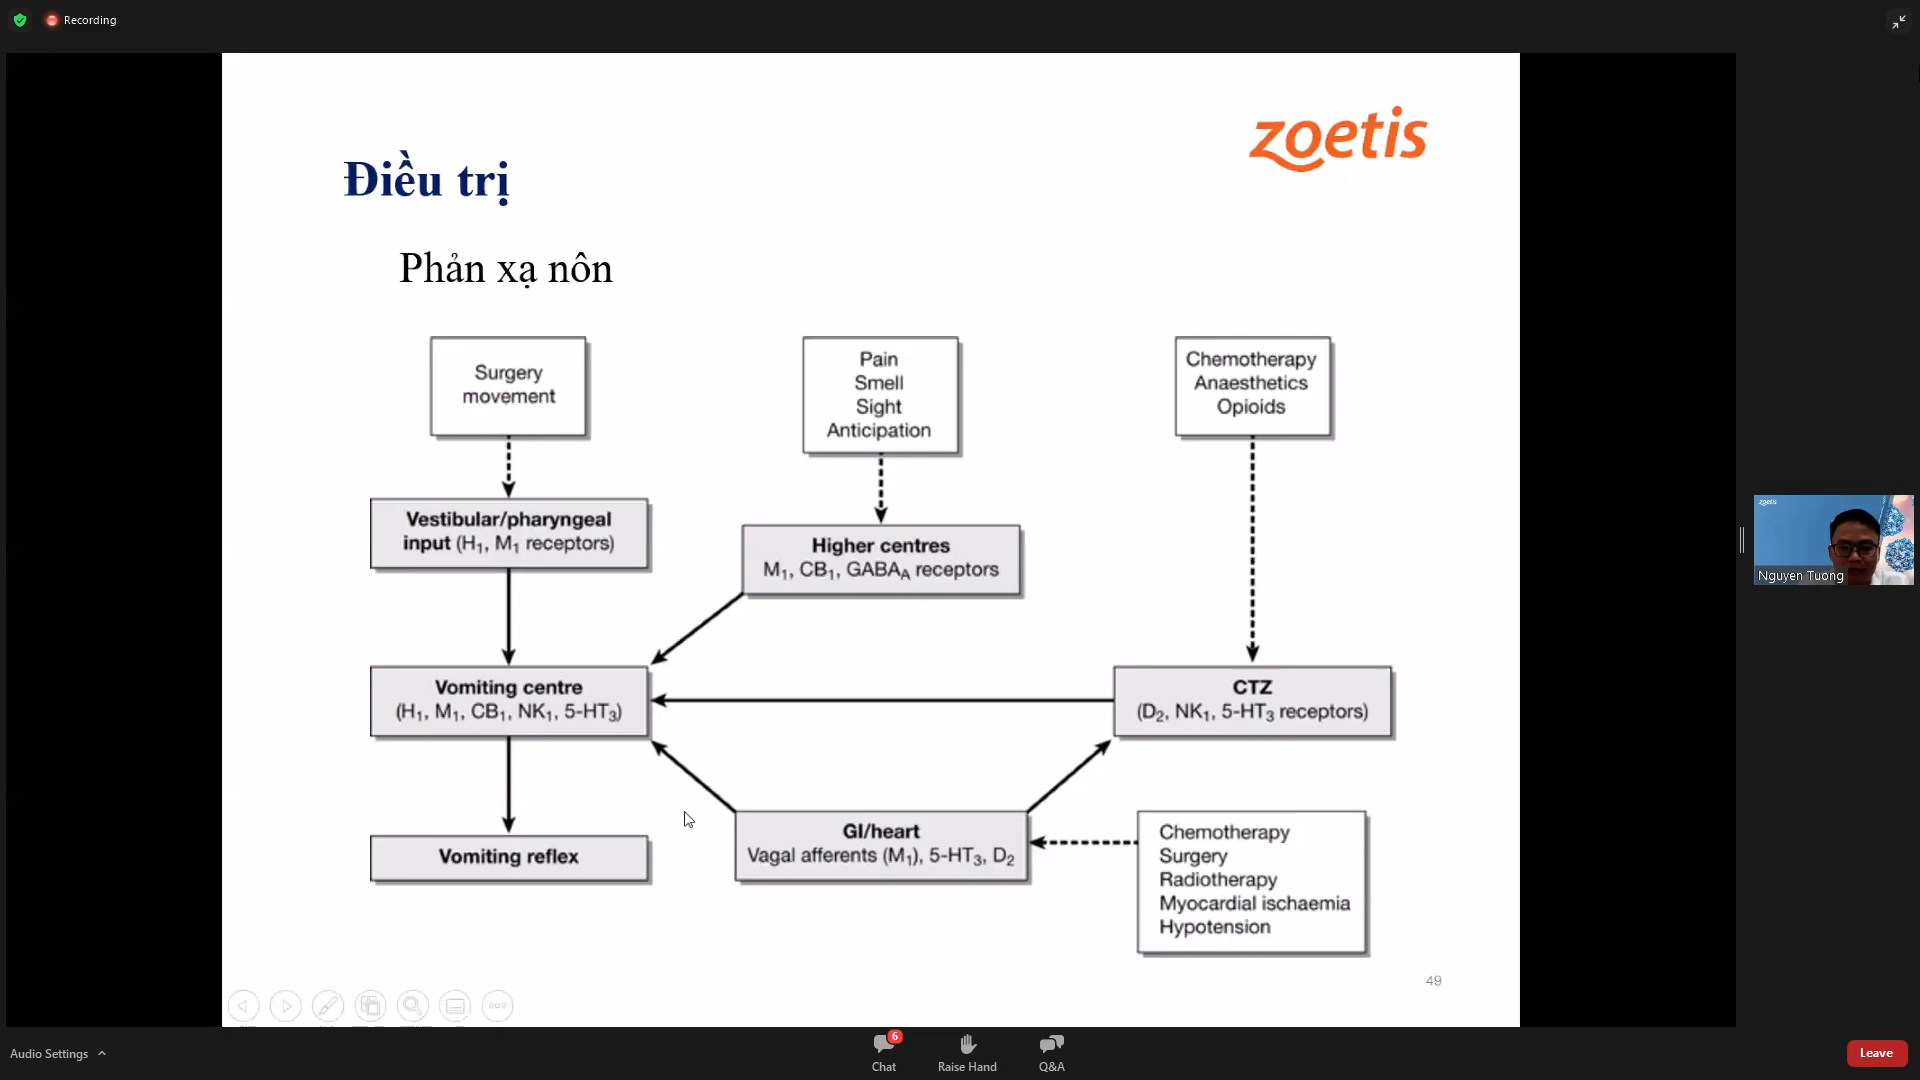 Recording
zoetis
Điều trị
Phản xạ nôn
Surgery
movement
Pain
Smell
Sight
Anticipation
Chemotherapy
Anaesthetics
Opioids
Vestibular/pharyngeal
input (H₁, M₁ receptors)
Higher centres
M₁, CB₁, GABA_A receptors
Vomiting centre
(H₁, M₁, CB₁, NK₁, 5-HT₃)
CTZ
(D₂, NK₁, 5-HT₃ receptors)
GI/heart
Vagal afferents (M₁), 5-HT₃, D₂
Vomiting reflex
Chemotherapy
Surgery
Radiotherapy
Myocardial ischaemia
Hypotension
49
zoetis
Nguyen Tuong
Audio Settings
6
Chat
Raise Hand
Q&A
Leave